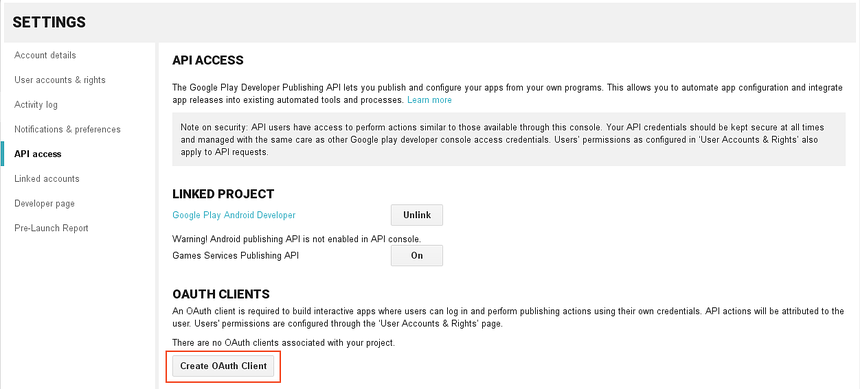 SETTINGS
Account details
User accounts & rights
Activity log
Notifications & preferences
API access
Linked accounts
Developer page
Pre-Launch Report
API ACCESS
The Google Play Developer Publishing API lets you publish and configure your apps from your own programs. This allows you to automate app configuration and integrate
app releases into existing automated tools and processes. Learn more
Note on security: API users have access to perform actions similar to those available through this console. Your API credentials should be kept secure at all times
and managed with the same care as other Google play developer console access credentials. Users' permissions as configured in 'User Accounts & Rights' also
apply to API requests.
LINKED PROJECT
Google Play Android Developer
Unlink
Warning! Android publishing API is not enabled in API console.
Games Services Publishing API
On
OAUTH CLIENTS
An OAuth client is required to build interactive apps where users can log in and perform publishing actions using their own credentials. API actions will be attributed to the
user. Users' permissions are configured through the 'User Accounts & Rights' page.
There are no OAuth clients associated with your project.
Create OAuth Client